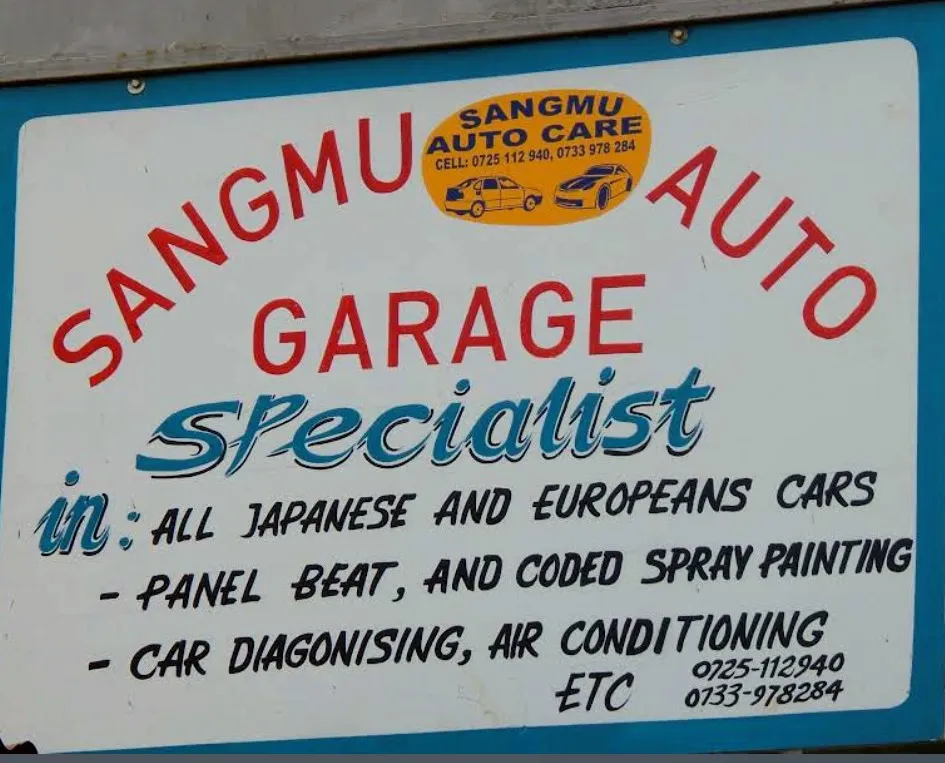 SANGMU AUTO
SANGMU
AUTO CARE
CELL: 0725 112 940, 0733 978 284
GARAGE
Specialist
in: ALL JAPANESE AND EUROPEANS CARS
- PANEL BEAT, AND CODED SPRAY PAINTING
- CAR DIAGONISING, AIR CONDITIONING
ETC
0725-112940
0733-978284